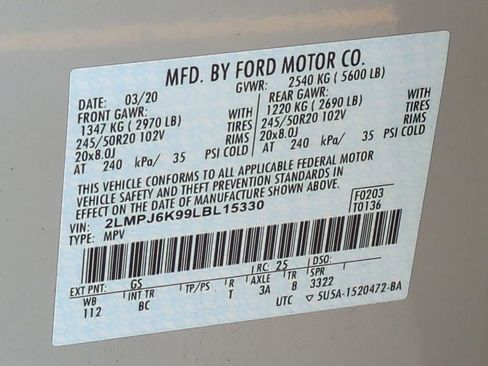 MFD. BY FORD MOTOR CO.
DATE: 03/20 GVWR: 2540 KG ( 5600 LB)
FRONT GAWR: REAR GAWR:
1347 KG ( 2970 LB) WITH 1220 KG ( 2690 LB) WITH
245/50R20 102V TIRES 245/50R20 102V TIRES
20x8.0J RIMS 20x8.0J RIMS
AT 240 kPa/ 35 PSI COLD AT 240 kPa/ 35 PSI COLD
THIS VEHICLE CONFORMS TO ALL APPLICABLE FEDERAL MOTOR
VEHICLE SAFETY AND THEFT PREVENTION STANDARDS IN
EFFECT ON THE DATE OF MANUFACTURE SHOWN ABOVE.
VIN: 2LMPJ6K99LBL15330 F0203
TYPE: MPV T0136
EXT PNT: GS RC: 25 DSO:
WB INT TR TP/PS R AXLE TR SPR
112 BC T 3A 8 3322
UTC ▽ 5U5A-1520472-BA